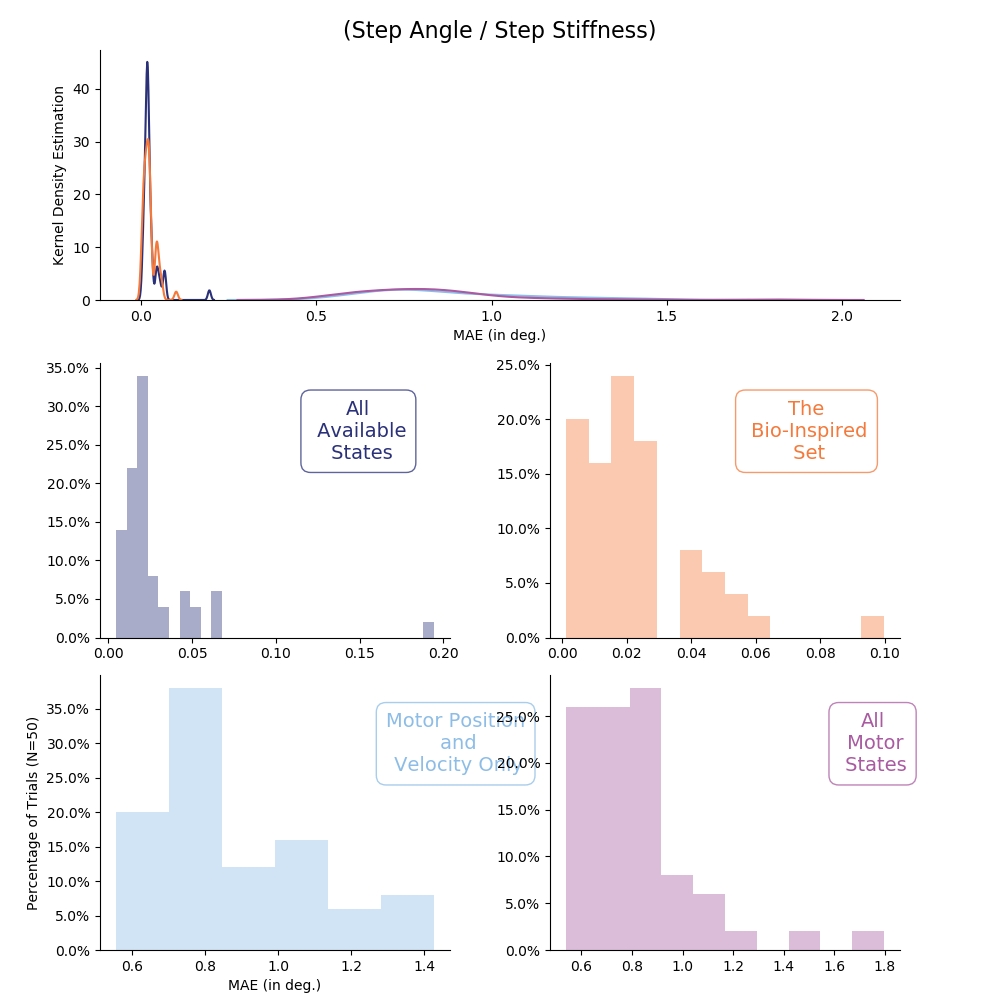 (Step Angle / Step Stiffness)
Kernel Density Estimation
40
30
20
10
0
0.0 0.5 1.0 1.5 2.0
MAE (in deg.)
35.0%
30.0%
25.0%
20.0%
15.0%
10.0%
5.0%
0.0%
0.00 0.05 0.10 0.15 0.20
All
Available
States
25.0%
20.0%
15.0%
10.0%
5.0%
0.0%
0.00 0.02 0.04 0.06 0.08 0.10
The
Bio-Inspired
Set
Percentage of Trials (N=50)
35.0%
30.0%
25.0%
20.0%
15.0%
10.0%
5.0%
0.0%
0.6 0.8 1.0 1.2 1.4
MAE (in deg.)
Motor Position
and
Velocity Only
25.0%
20.0%
15.0%
10.0%
5.0%
0.0%
0.6 0.8 1.0 1.2 1.4 1.6 1.8
All
Motor
States